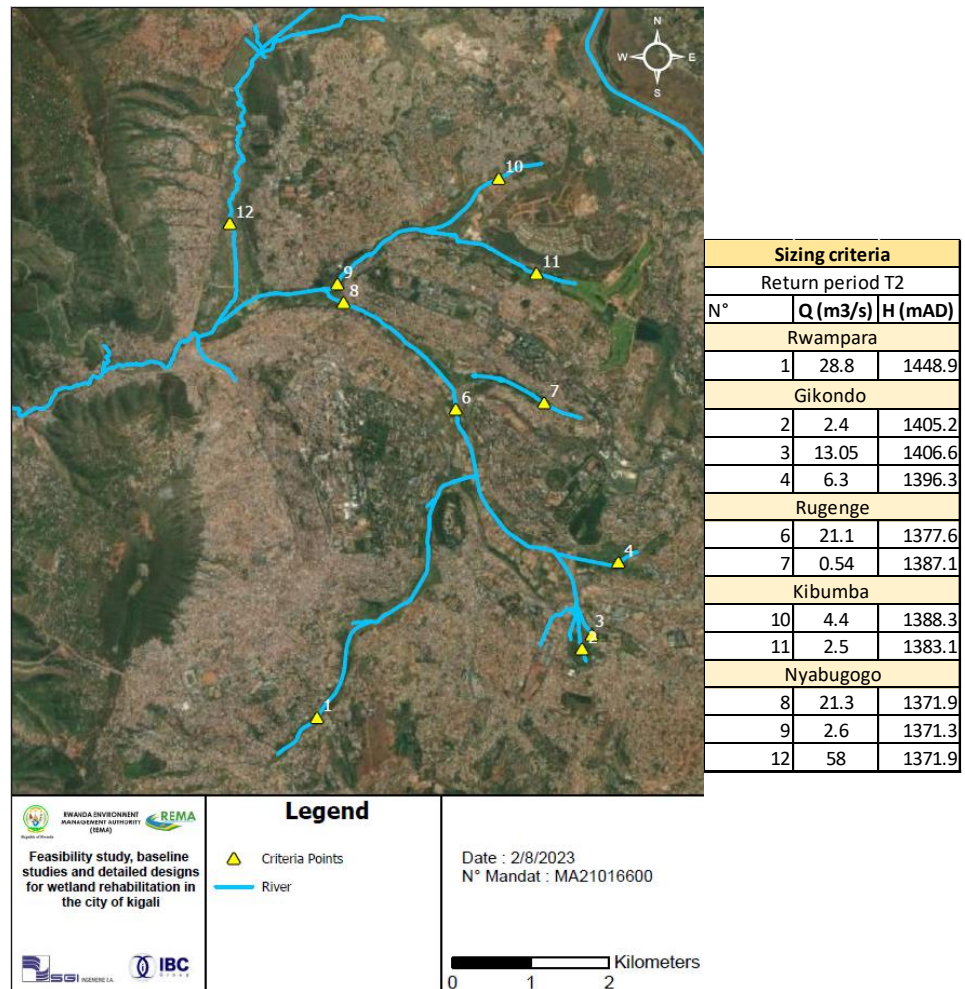 N
W E
S
10
12
11
9
8
7
6
4
3
2
1
Sizing criteria
Return period T2
N° Q (m3/s) H (mAD)
Rwampara
1 28.8 1448.9
Gikondo
2 2.4 1405.2
3 13.05 1406.6
4 6.3 1396.3
Rugenge
6 21.1 1377.6
7 0.54 1387.1
Kibumba
10 4.4 1388.3
11 2.5 1383.1
Nyabugogo
8 21.3 1371.9
9 2.6 1371.3
12 58 1371.9
Republic of Rwanda
RWANDA ENVIRONMENT
MANAGEMENT AUTHORITY
(REMA)
REMA
Feasibility study, baseline
studies and detailed designs
for wetland rehabilitation in
the city of kigali
SGI INGENIERIE S.A.
IBC
Group
Legend
Criteria Points
River
Date : 2/8/2023
N° Mandat : MA21016600
Kilometers
0 1 2